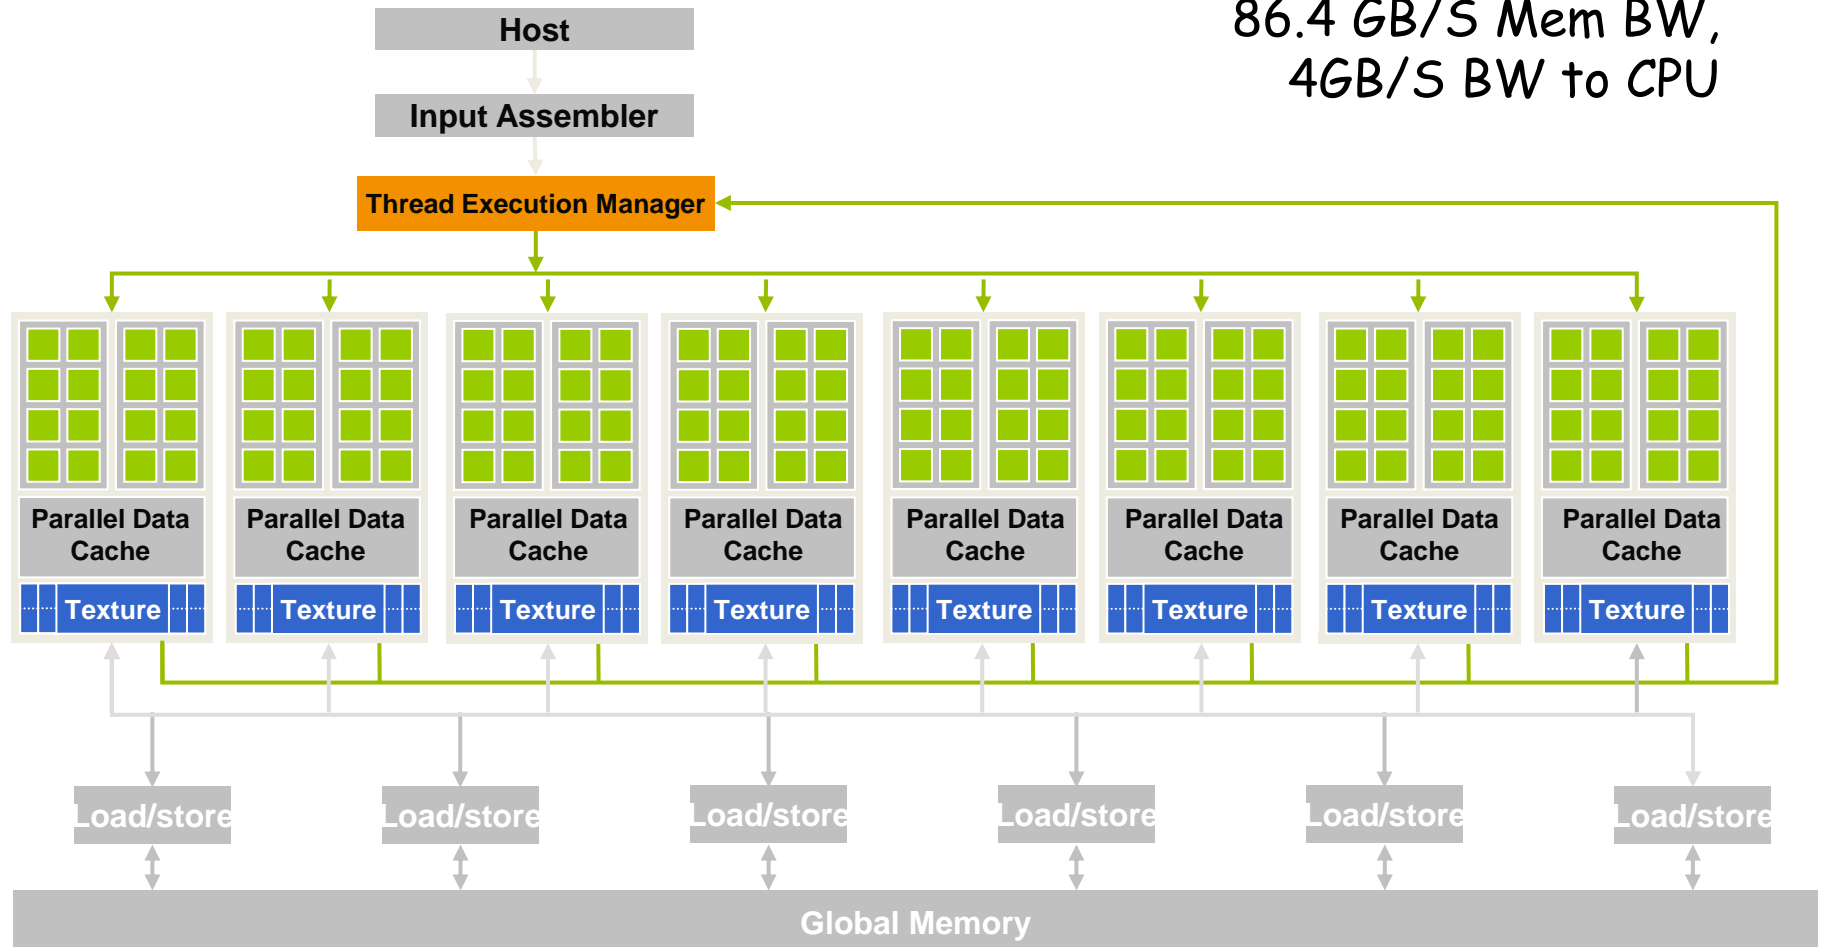 86.4 GB/S Mem BW,
4GB/S BW to CPU
Host
Input Assembler
Thread Execution Manager
Parallel Data
Cache
Parallel Data
Cache
Parallel Data
Cache
Parallel Data
Cache
Parallel Data
Cache
Parallel Data
Cache
Parallel Data
Cache
Parallel Data
Cache
Texture
Texture
Texture
Texture
Texture
Texture
Texture
Texture
Load/store
Load/store
Load/store
Load/store
Load/store
Load/store
Global Memory